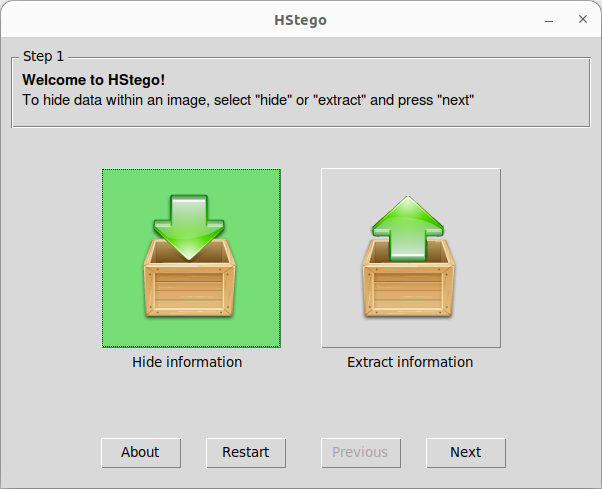 HStego
Step 1
Welcome to HStego!
To hide data within an image, select "hide" or "extract" and press "next"
Hide information
Extract information
About
Restart
Previous
Next